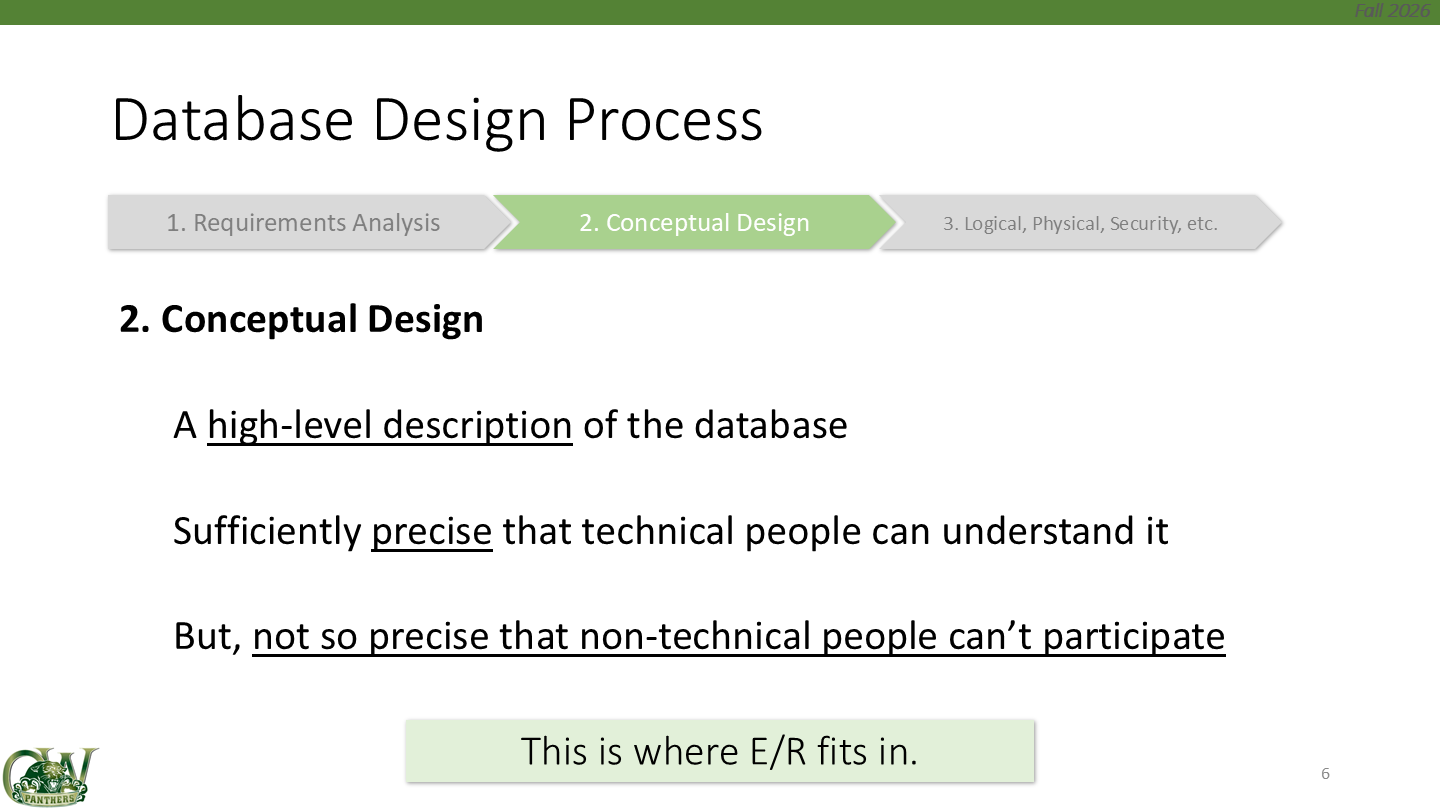 Fall 2026
Database Design Process
1. Requirements Analysis
2. Conceptual Design
3. Logical, Physical, Security, etc.
2. Conceptual Design
A high-level description of the database
Sufficiently precise that technical people can understand it
But, not so precise that non-technical people can’t participate
This is where E/R fits in.
CW
PANTHERS
6